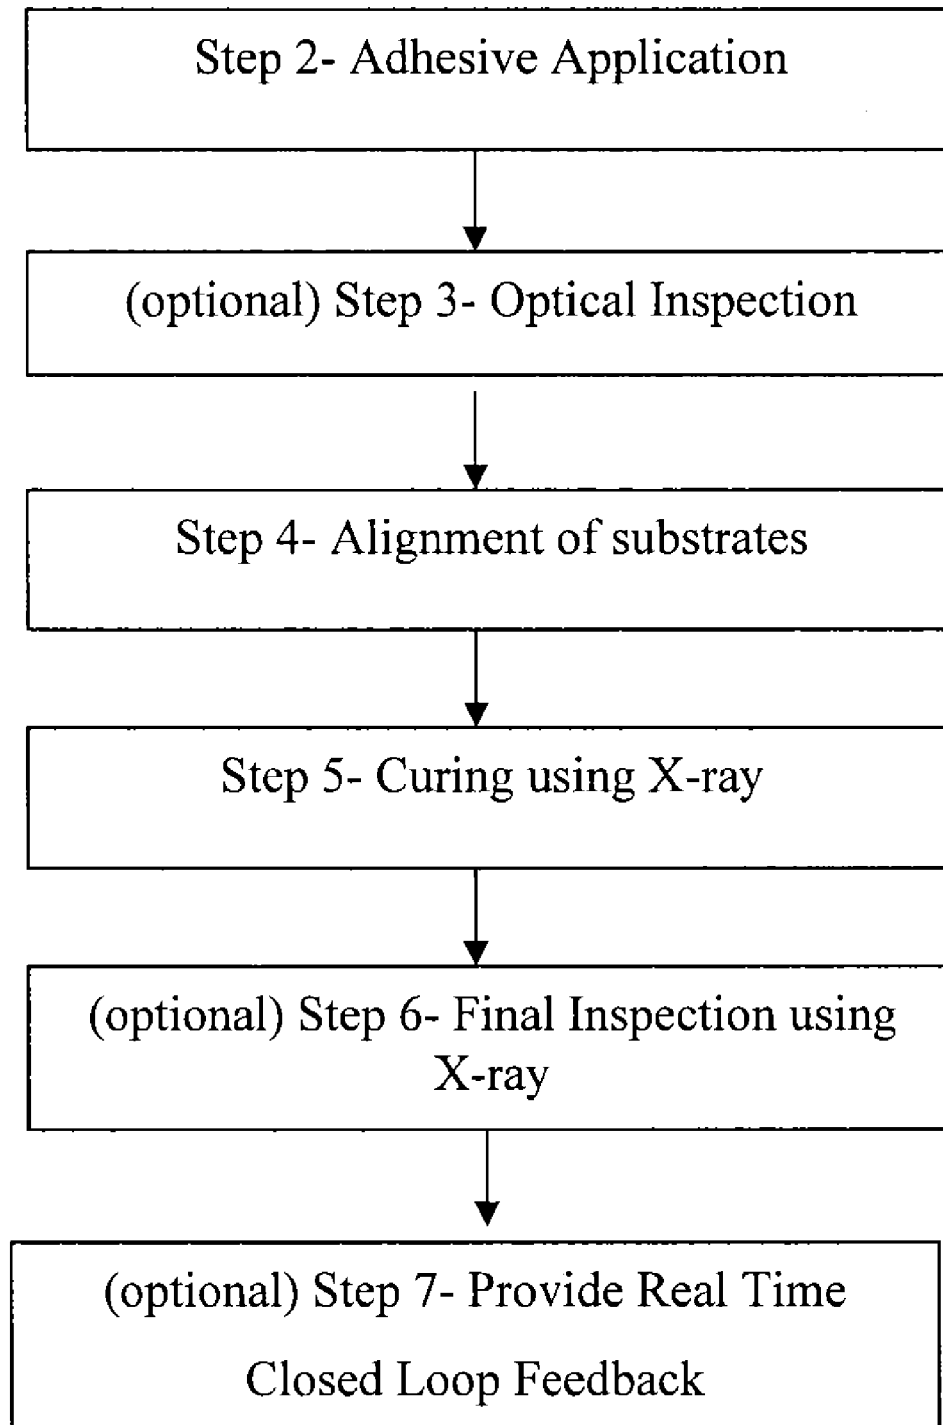 Step 2- Adhesive Application
(optional) Step 3- Optical Inspection
Step 4- Alignment of substrates
Step 5- Curing using X-ray
(optional) Step 6- Final Inspection using
X-ray
(optional) Step 7- Provide Real Time
Closed Loop Feedback